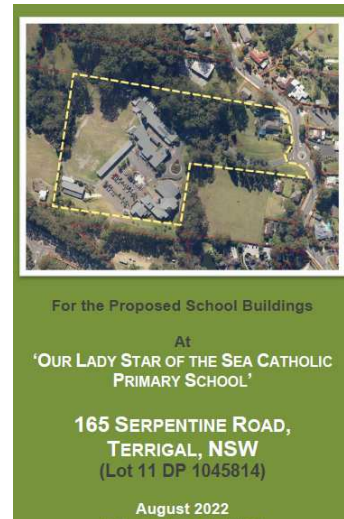 For the Proposed School Buildings
At
‘OUR LADY STAR OF THE SEA CATHOLIC
PRIMARY SCHOOL’
165 SERPENTINE ROAD,
TERRIGAL, NSW
(Lot 11 DP 1045814)
August 2022